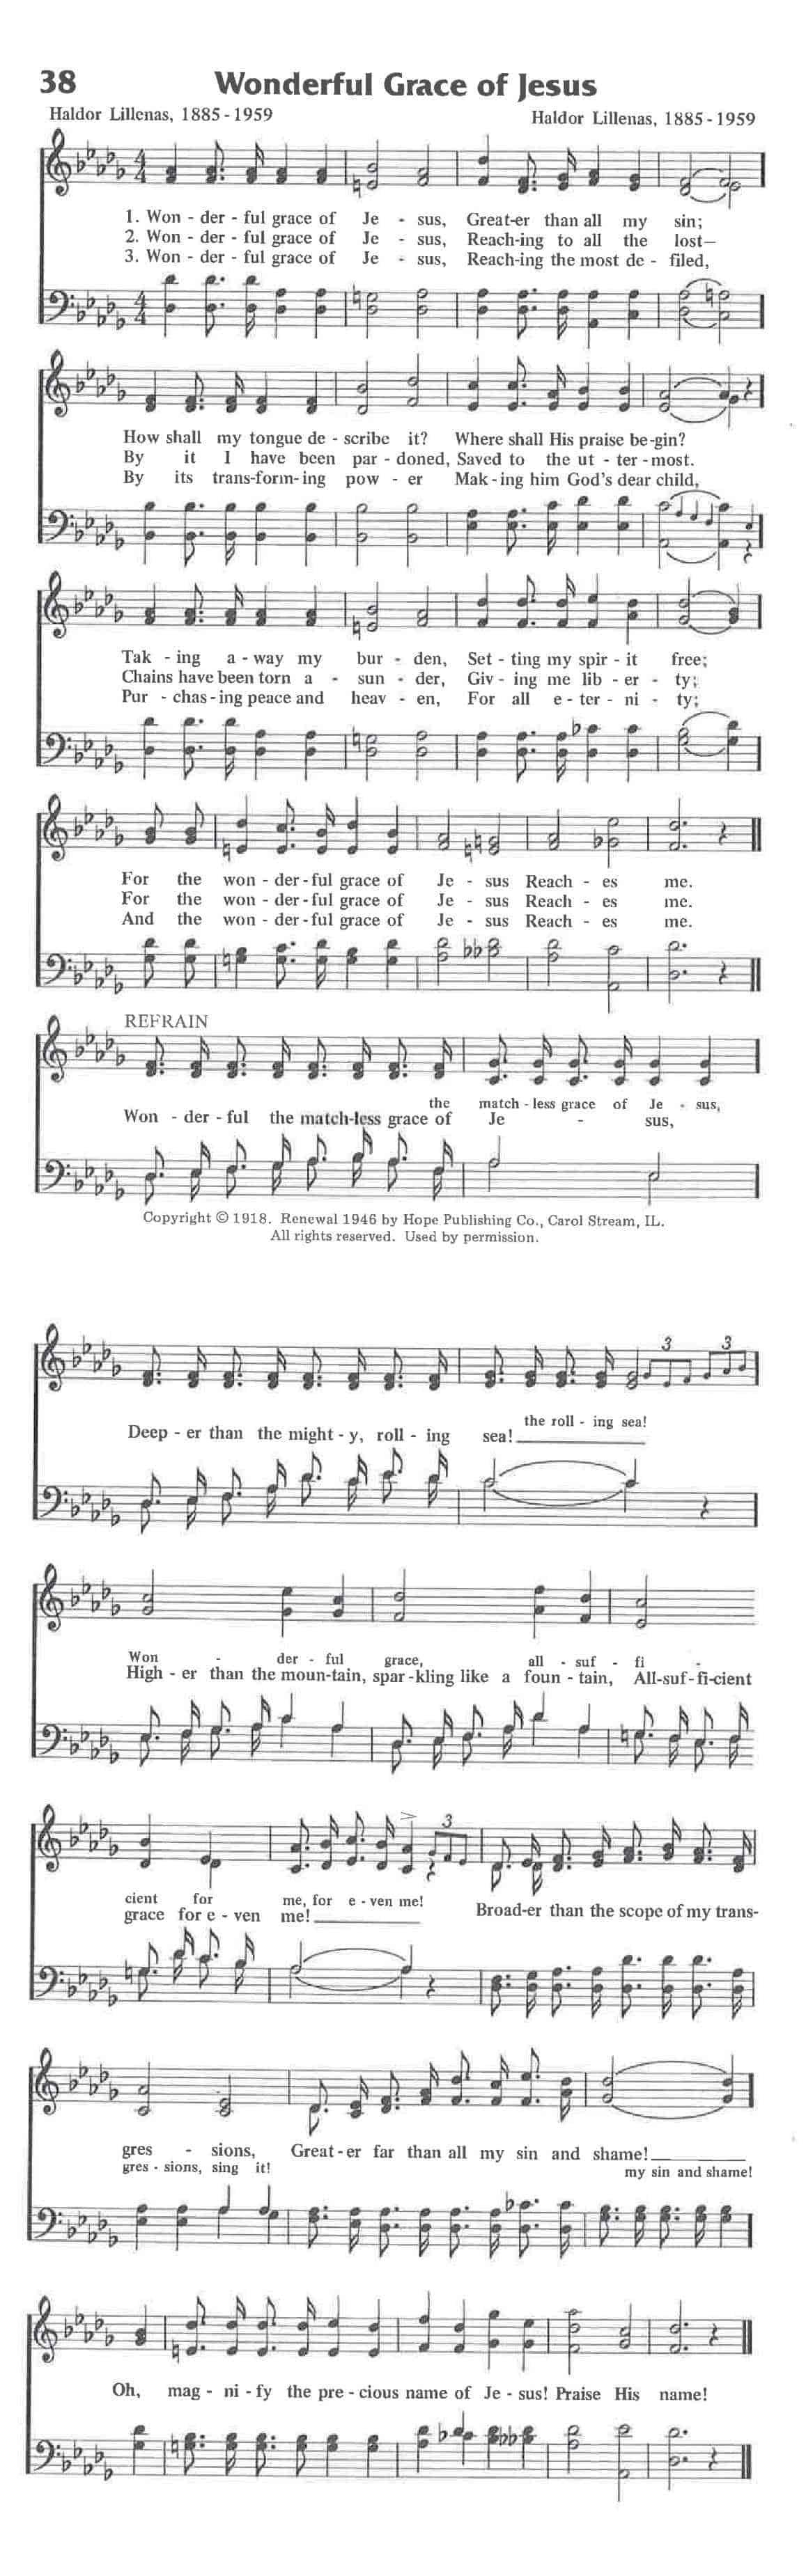 38 Wonderful Grace of Jesus
Haldor Lillenas, 1885-1959 Haldor Lillenas, 1885-1959
1. Won - der - ful grace of Je - sus, Great-er than all my sin;
2. Won - der - ful grace of Je - sus, Reach-ing to all the lost—
3. Won - der - ful grace of Je - sus, Reach-ing the most de - filed,
How shall my tongue de - scribe it? Where shall His praise be-gin?
By it I have been par - doned, Saved to the ut - ter - most.
By its trans-form-ing pow - er Mak-ing him God's dear child,
Tak - ing a - way my bur - den, Set - ting my spir - it free;
Chains have been torn a - sun - der, Giv - ing me lib - er - ty;
Pur - chas-ing peace and heav - en, For all e - ter - ni - ty;
For the won - der - ful grace of Je - sus Reach - es me.
For the won - der - ful grace of Je - sus Reach - es me.
And the won - der - ful grace of Je - sus Reach - es me.
REFRAIN
the match - less grace of Je - sus,
Won - der - ful the match-less grace of Je - sus,
Copyright © 1918. Renewal 1946 by Hope Publishing Co., Carol Stream, IL.
All rights reserved. Used by permission.
3 3
the roll - ing sea!
Deep - er than the might - y, roll - ing sea!
Won - der - ful grace, all - suf - fi -
High - er than the moun-tain, spar-kling like a foun - tain, All-suf-fi-cient
3
cient for me, for e - ven me!
grace for e - ven me! Broad-er than the scope of my trans-
gres - sions, Great-er far than all my sin and shame!
gres - sions, sing it! my sin and shame!
Oh, mag - ni - fy the pre - cious name of Je - sus! Praise His name!